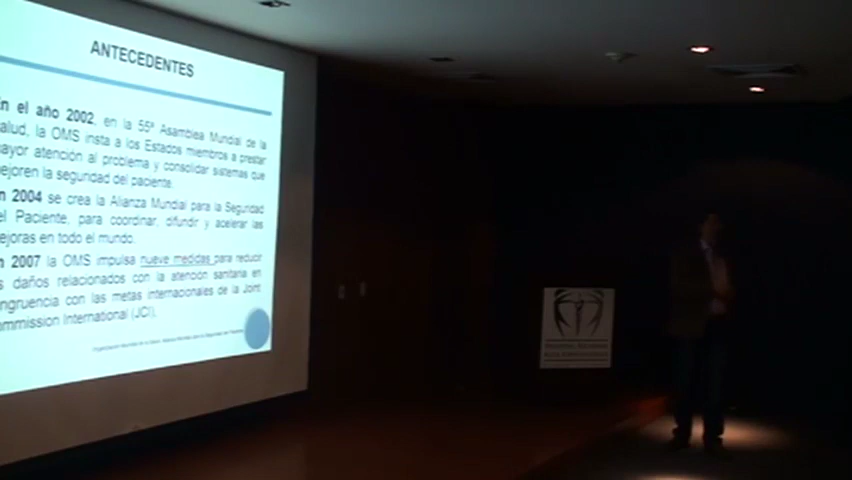 ANTECEDENTES
n el año 2002, en la 55ª Asamblea Mundial de la
alud, la OMS insta a los Estados miembros a prestar
ayor atención al problema y consolidar sistemas que
ejoren la seguridad del paciente.
n 2004 se crea la Alianza Mundial para la Seguridad
el Paciente, para coordinar, difundir y acelerar las
ejoras en todo el mundo.
n 2007 la OMS impulsa nueve medidas para reducir
s daños relacionados con la atención sanitaria en
ngruencia con las metas internacionales de la Joint
mmission International (JCI).